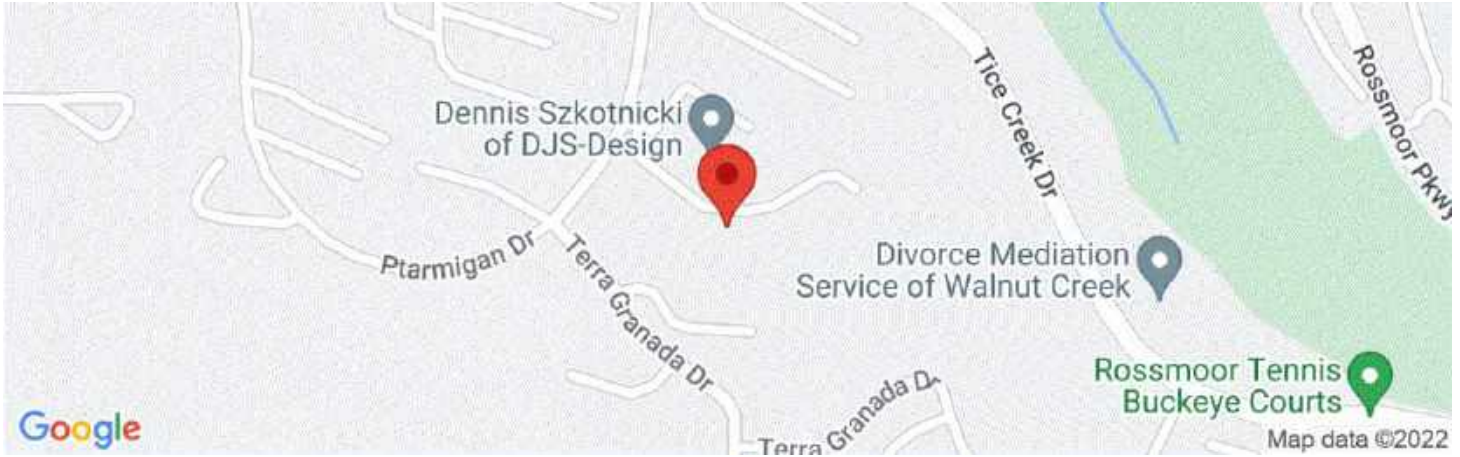 Tice Creek Dr
Rossmoor Pkwy
Dennis Szkotnicki
of DJS-Design
Ptarmigan Dr
Terra Granada Dr
Divorce Mediation
Service of Walnut Creek
Rossmoor Tennis
Buckeye Courts
Terra Granada D
Google
Map data ©2022